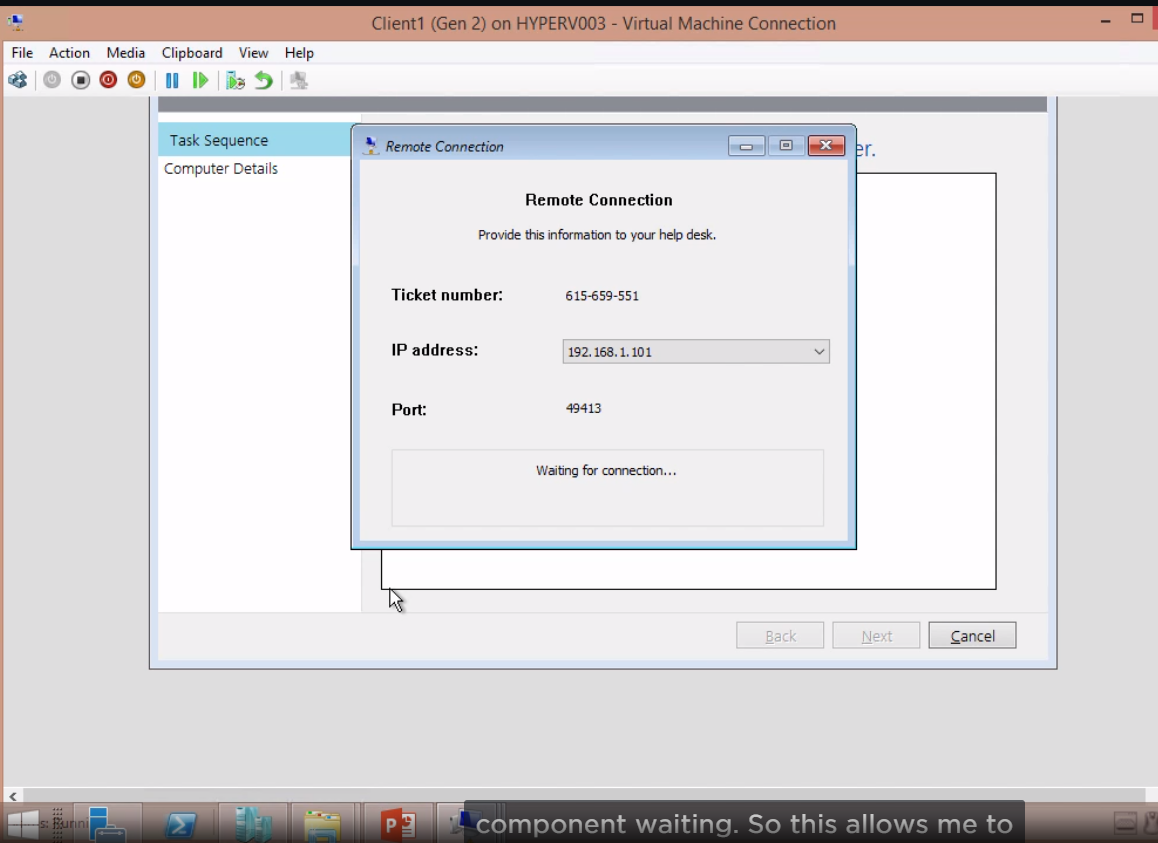 Client1 (Gen 2) on HYPERV003 - Virtual Machine Connection
File Action Media Clipboard View Help
Task Sequence
Computer Details
er.
Remote Connection
Remote Connection
Provide this information to your help desk.
Ticket number: 615-659-551
IP address: 192.168.1.101
Port: 49413
Waiting for connection...
Back Next Cancel
component waiting. So this allows me to